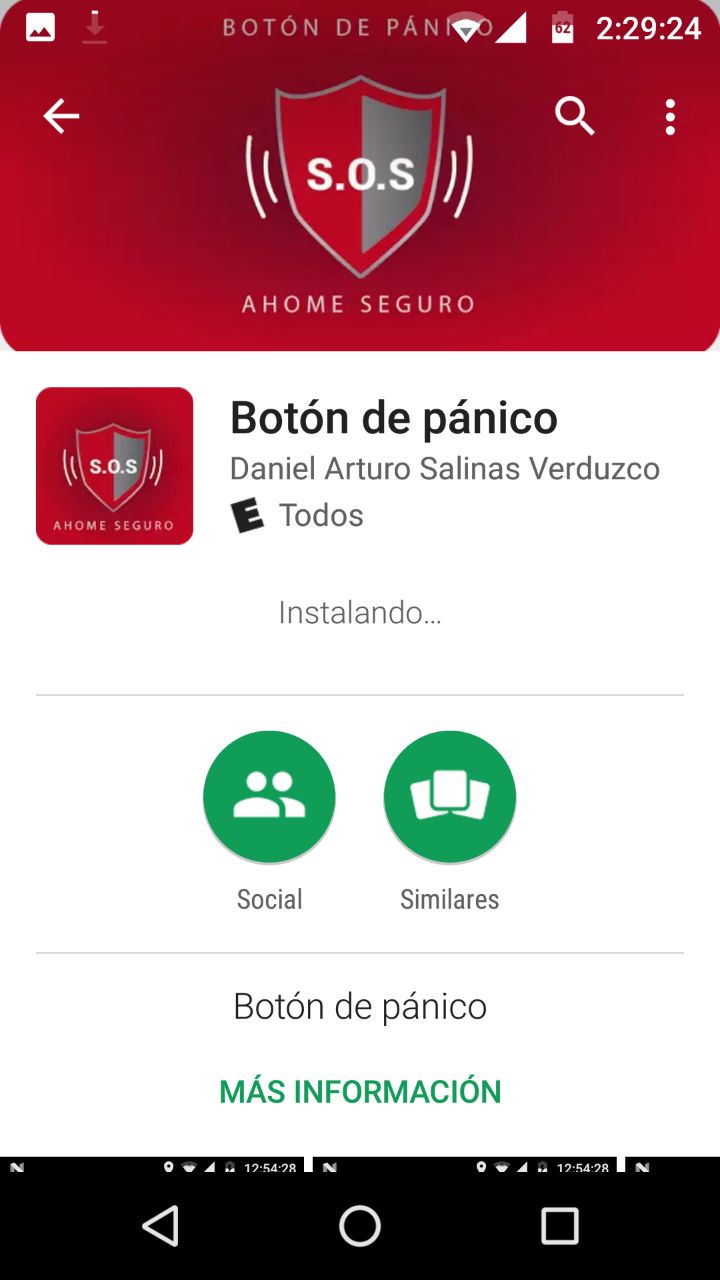 BOTÓN DE PÁNICO
62
2:29:24
S.O.S
AHOME SEGURO
Botón de pánico
Daniel Arturo Salinas Verduzco
S.O.S
AHOME SEGURO
E Todos
Instalando...
Social
Similares
Botón de pánico
MÁS INFORMACIÓN
12:54:28
12:54:28